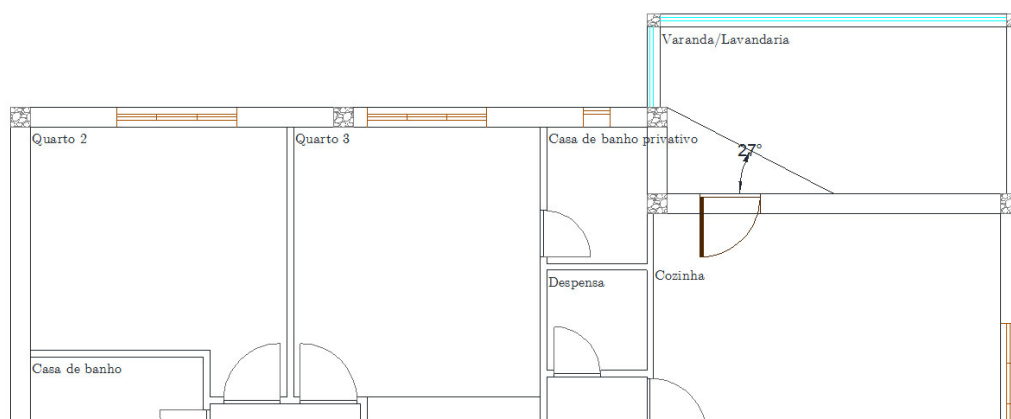 Varanda/Lavandaria
Quarto 2
Quarto 3
Casa de banho privativo
27°
Despensa
Cozinha
Casa de banho